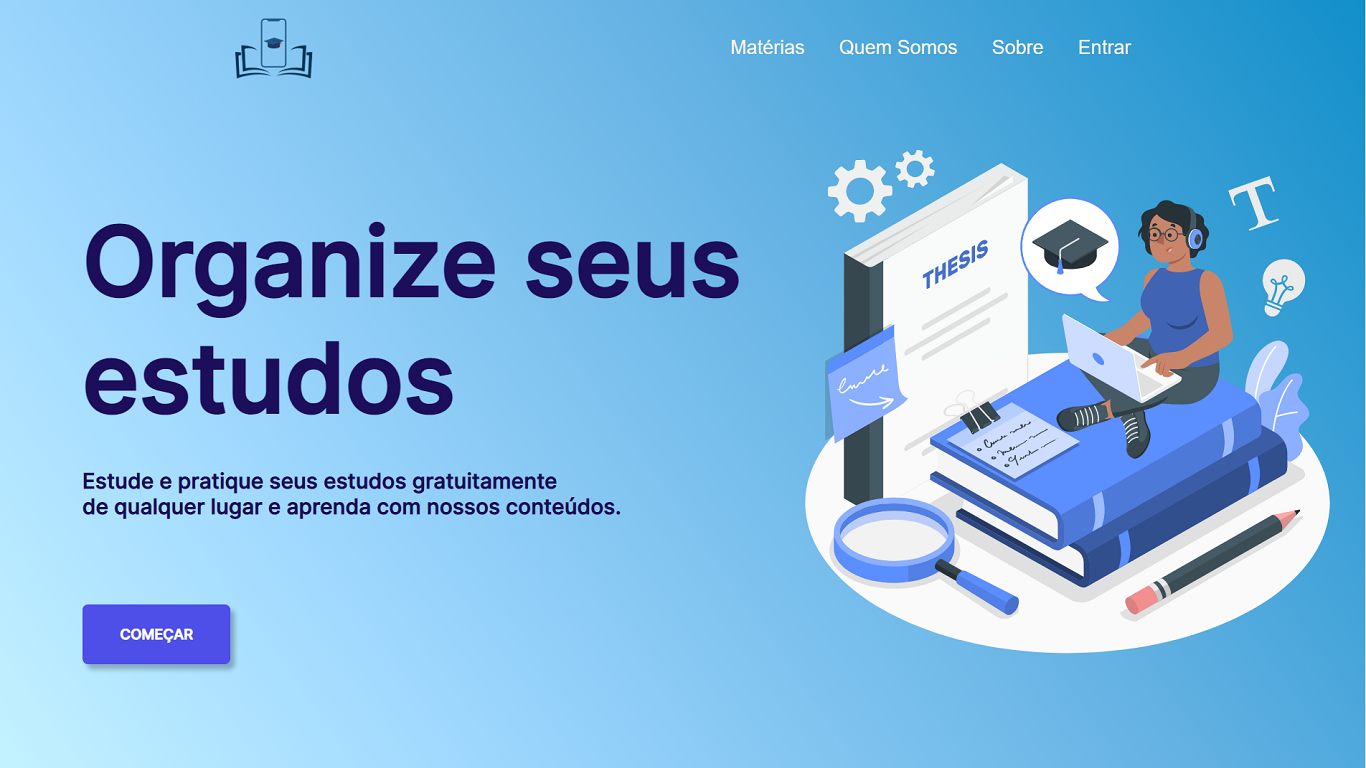 Matérias Quem Somos Sobre Entrar
Organize seus
estudos
Estude e pratique seus estudos gratuitamente
de qualquer lugar e aprenda com nossos conteúdos.
COMEÇAR
THESIS
T